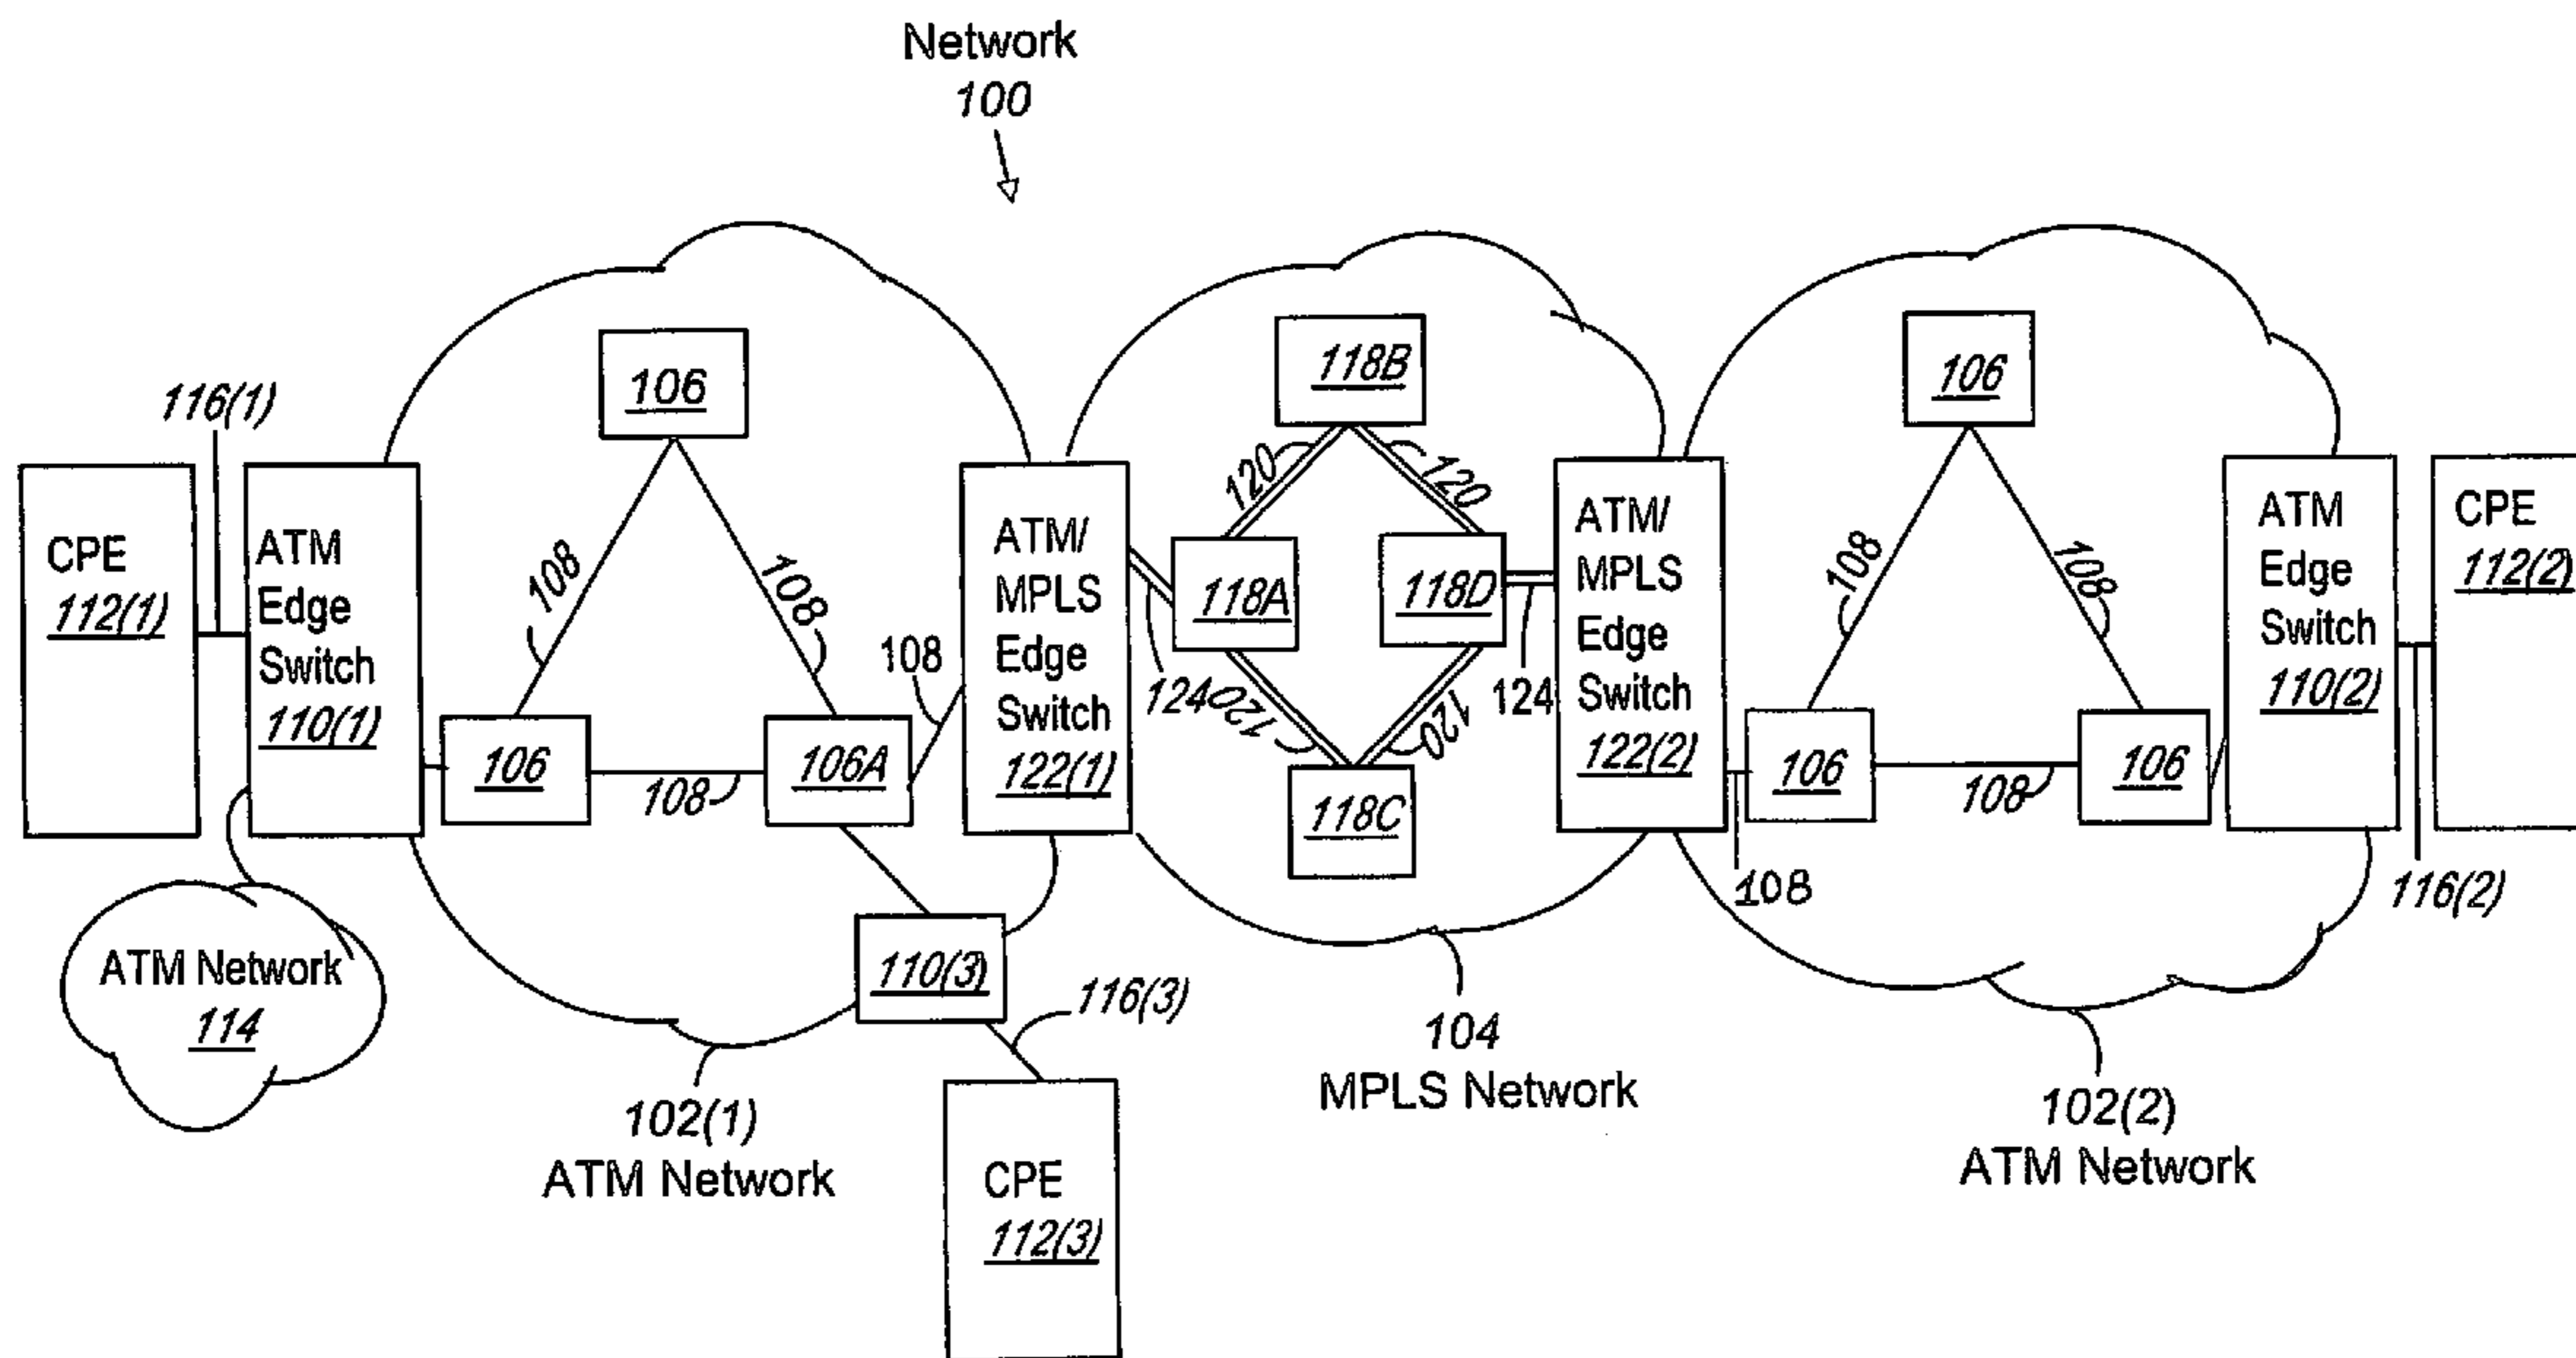 Network
100
116(1)
CPE
112(1)
ATM
Edge
Switch
110(1)
ATM Network
114
106
108
108
106
108
106A
108
110(3)
116(3)
CPE
112(3)
102(1)
ATM Network
ATM/
MPLS
Edge
Switch
122(1)
124
118B
120
120
118A
118D
120
120
118C
124
104
MPLS Network
ATM/
MPLS
Edge
Switch
122(2)
108
106
108
108
106
108
106
102(2)
ATM Network
ATM
Edge
Switch
110(2)
116(2)
CPE
112(2)